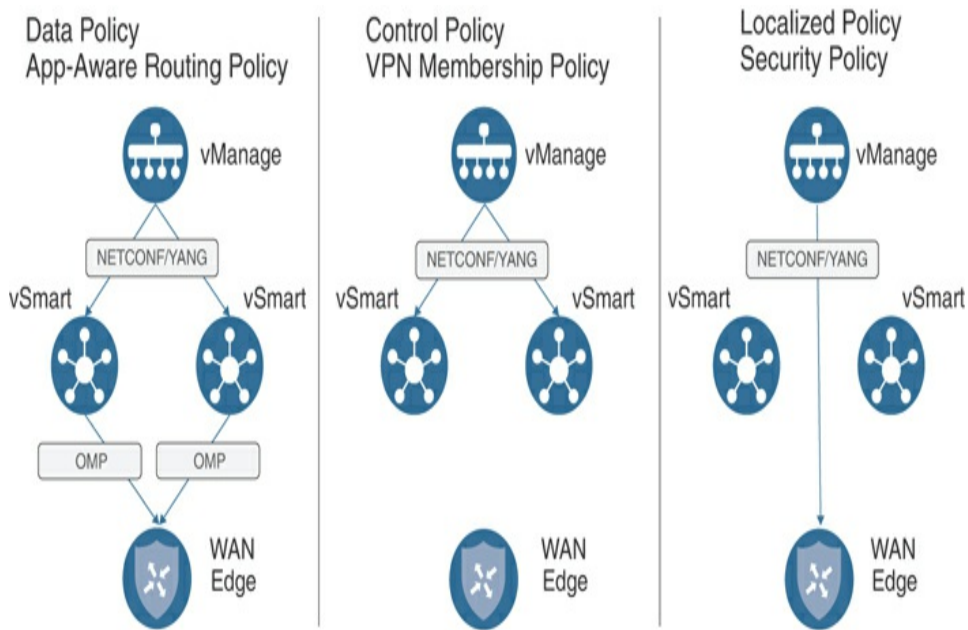 Data Policy
App-Aware Routing Policy
vManage
NETCONF/YANG
vSmart
vSmart
OMP
OMP
WAN
Edge
Control Policy
VPN Membership Policy
vManage
NETCONF/YANG
vSmart
vSmart
WAN
Edge
Localized Policy
Security Policy
vManage
NETCONF/YANG
vSmart
vSmart
WAN
Edge